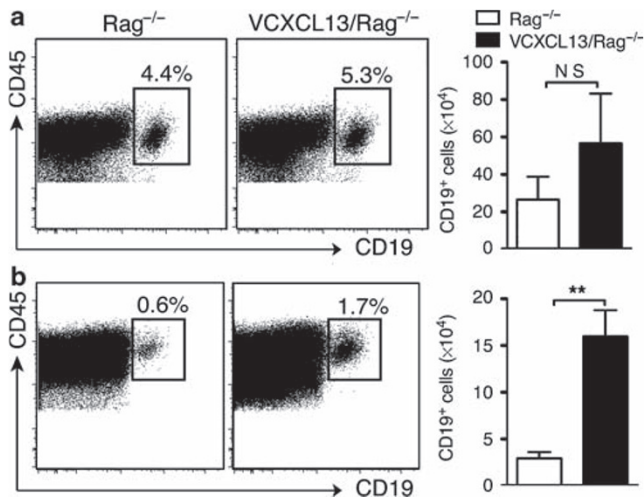 a
Rag–/–
VCXCL13/Rag–/–
Rag–/–
VCXCL13/Rag–/–
CD45
4.4%
5.3%
CD19
CD19+ cells (×10⁴)
100
80
60
40
20
0
NS
b
CD45
0.6%
1.7%
CD19
CD19+ cells (×10⁴)
20
15
10
5
0
**